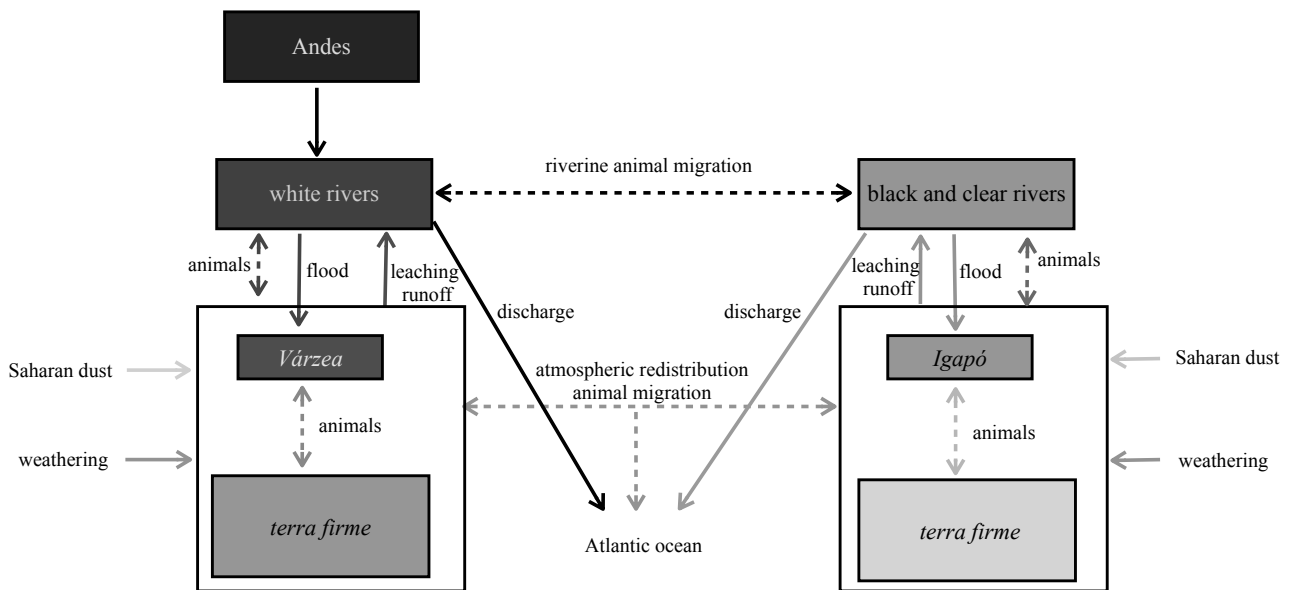 Andes
white rivers
riverine animal migration
black and clear rivers
animals
flood
leaching
runoff
discharge
discharge
leaching
runoff
flood
animals
Várzea
Igapó
Saharan dust
atmospheric redistribution
animal migration
Saharan dust
animals
animals
weathering
weathering
terra firme
terra firme
Atlantic ocean